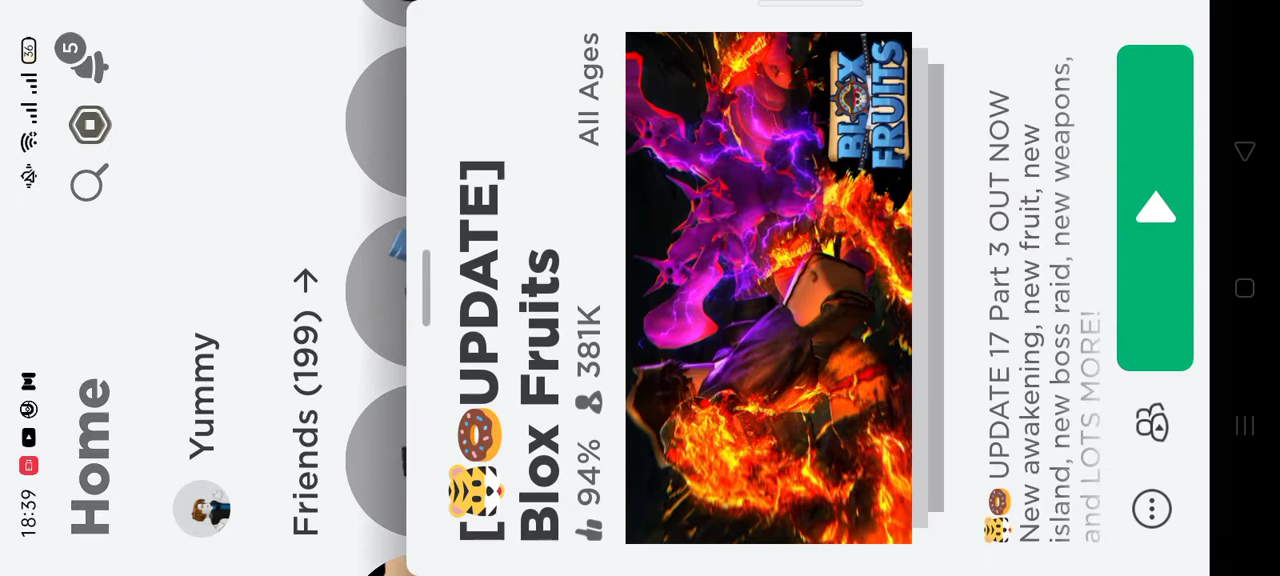 18:39
36
Home
5
Yummy
Friends (199) →
[🐯🍩UPDATE]
Blox Fruits
94% 381K All Ages
BLOX
FRUITS
🐯🍩 UPDATE 17 Part 3 OUT NOW
New awakening, new fruit, new
island, new boss raid, new weapons,
and LOTS MORE!